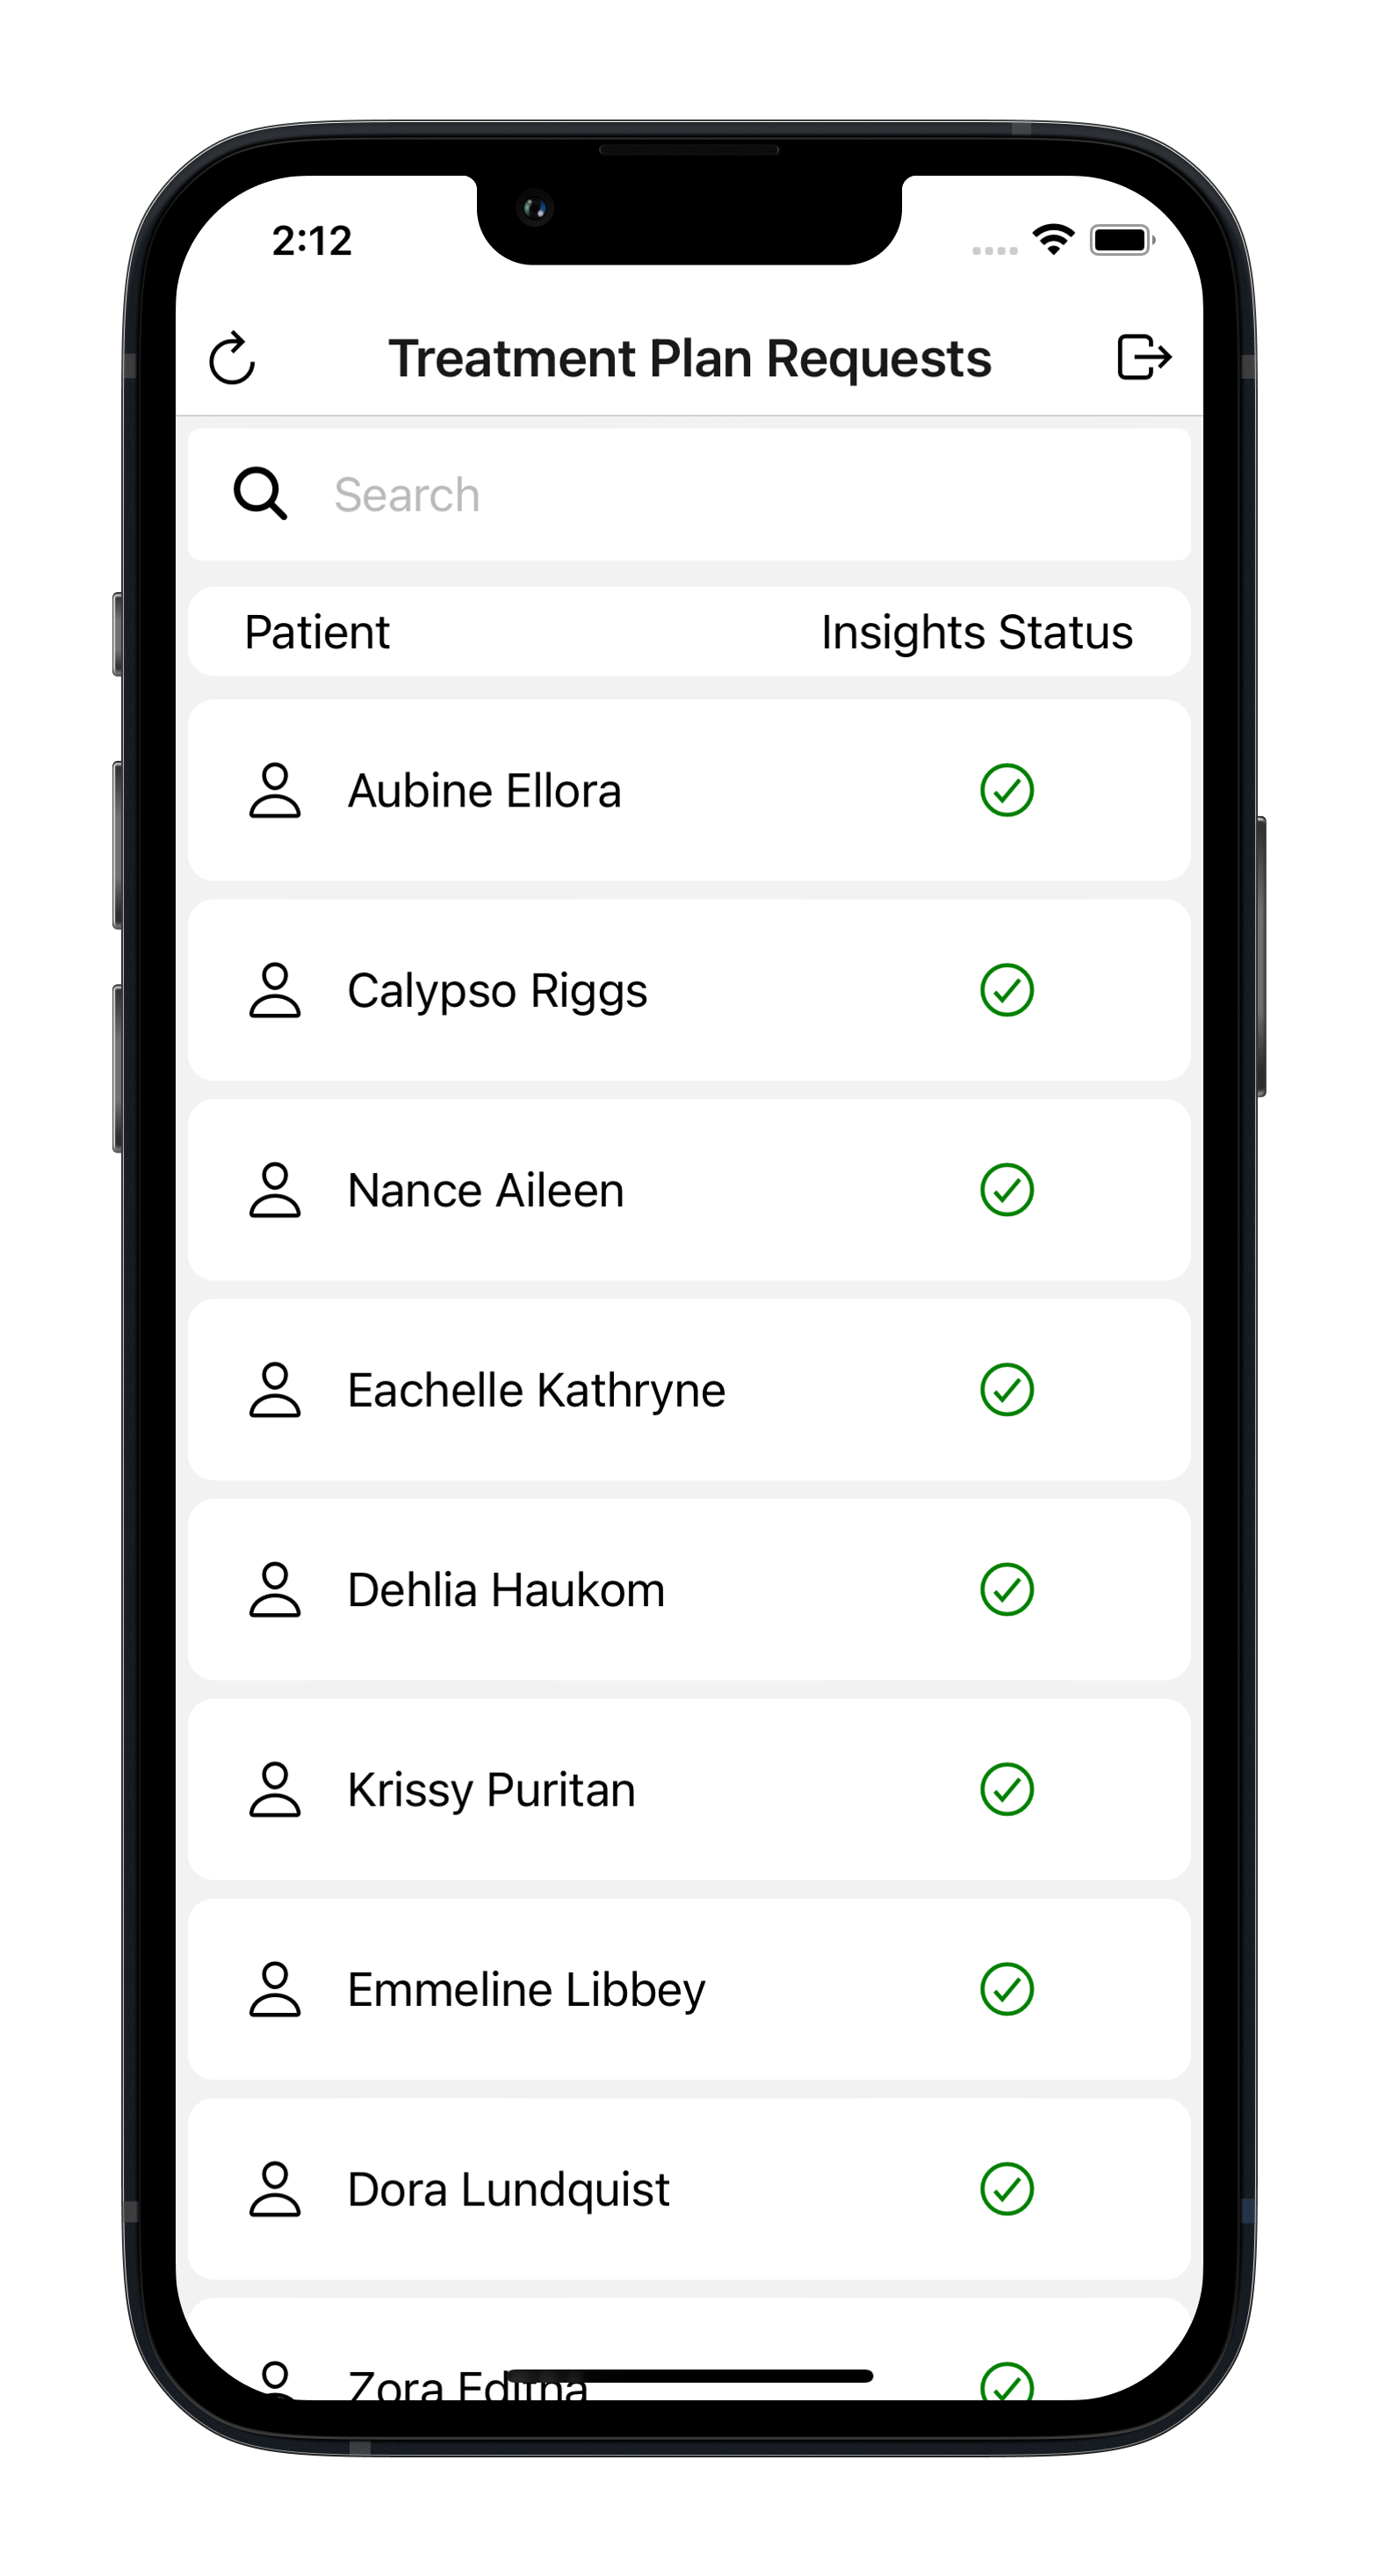 2:12
Treatment Plan Requests
Search
Patient Insights Status
Aubine Ellora
Calypso Riggs
Nance Aileen
Eachelle Kathryne
Dehlia Haukom
Krissy Puritan
Emmeline Libbey
Dora Lundquist
Zora